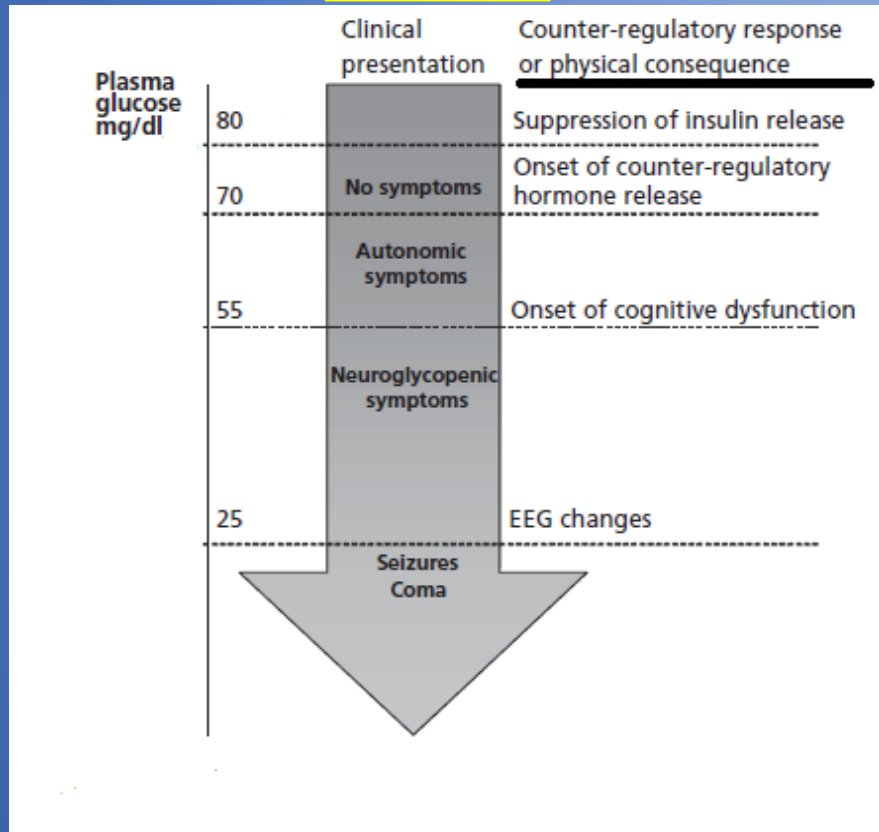 Clinical
presentation
Counter-regulatory response
or physical consequence
Plasma
glucose
mg/dl
80
Suppression of insulin release
70
No symptoms
Onset of counter-regulatory
hormone release
Autonomic
symptoms
55
Onset of cognitive dysfunction
Neuroglycopenic
symptoms
25
EEG changes
Seizures
Coma